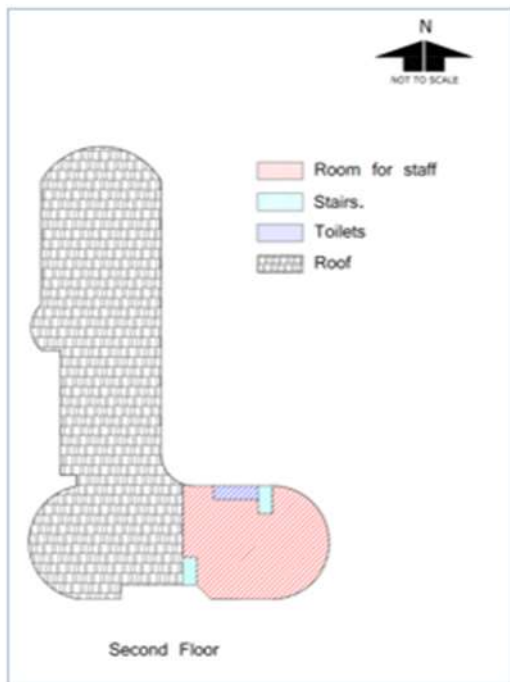 N
NOT TO SCALE
Room for staff
Stairs.
Toilets
Roof
Second Floor